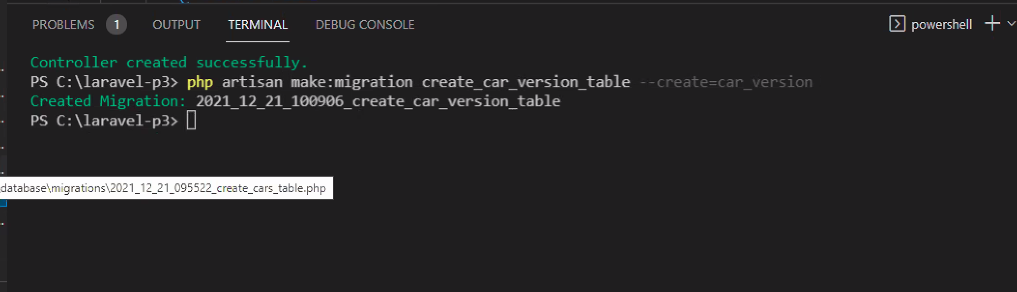 PROBLEMS 1 OUTPUT TERMINAL DEBUG CONSOLE powershell
Controller created successfully.
PS C:\laravel-p3> php artisan make:migration create_car_version_table --create=car_version
Created Migration: 2021_12_21_100906_create_car_version_table
PS C:\laravel-p3>
database\migrations\2021_12_21_095522_create_cars_table.php